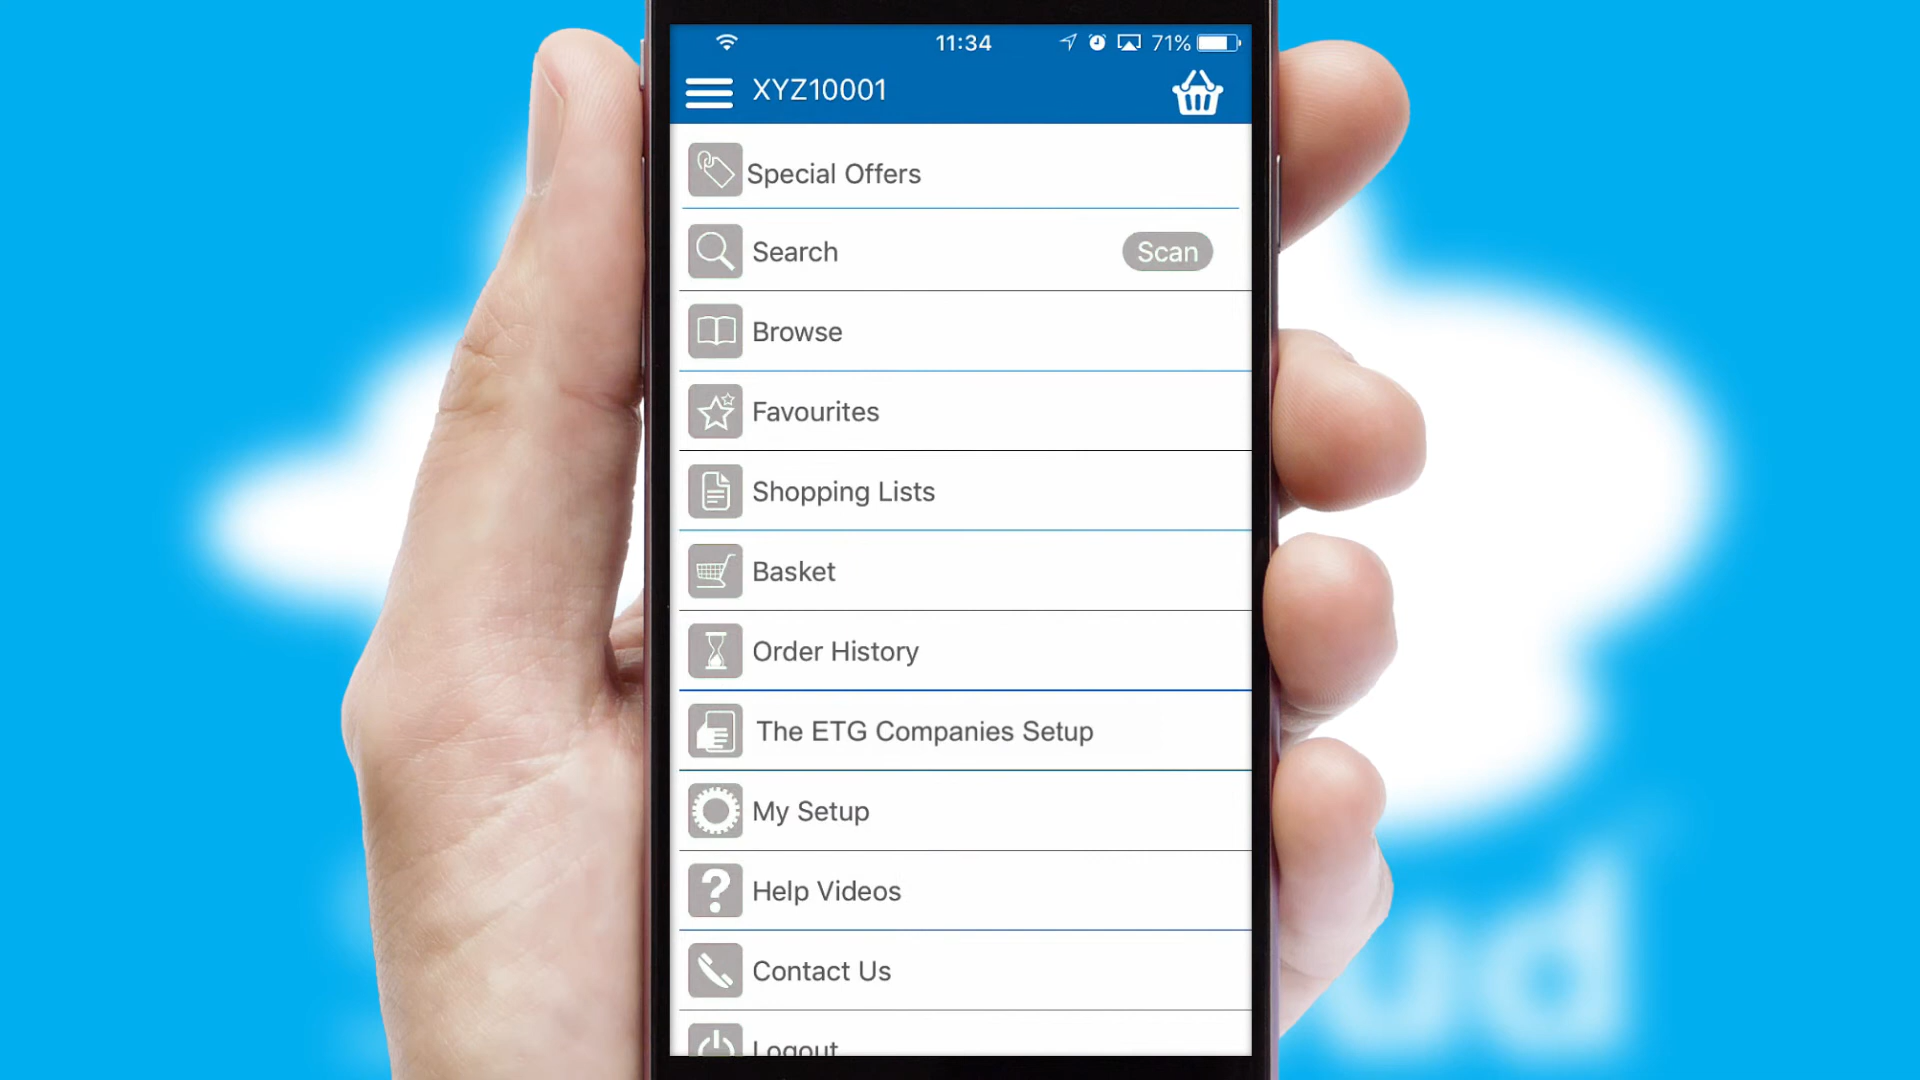 11:34
71%
XYZ10001
Special Offers
Search
Scan
Browse
Favourites
Shopping Lists
Basket
Order History
The ETG Companies Setup
My Setup
Help Videos
Contact Us
Logout
ud